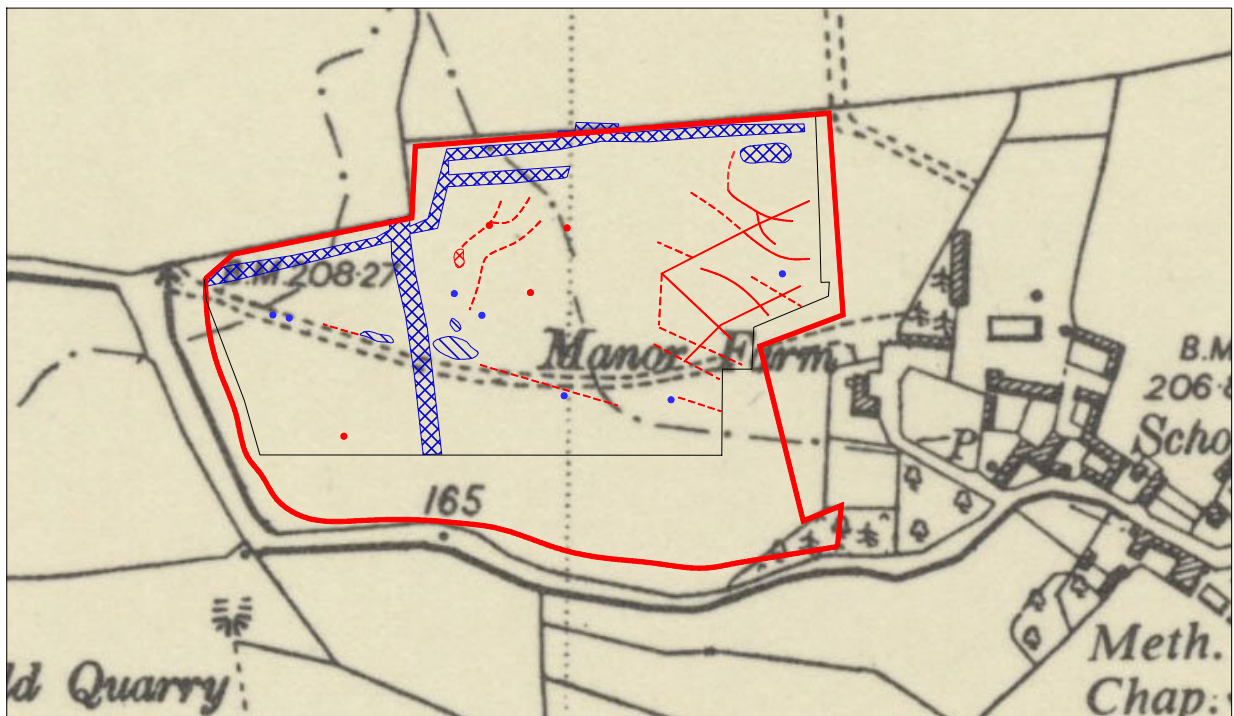 B.M. 208·27
Manor Farm
B.M
206·8
P
Scho
165
Meth.
Chap:
ld Quarry